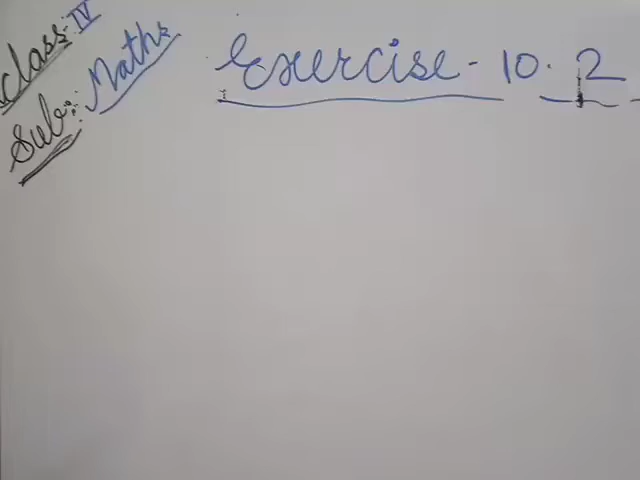 Class:- IV
Sub:- Maths
Exercise - 10.2